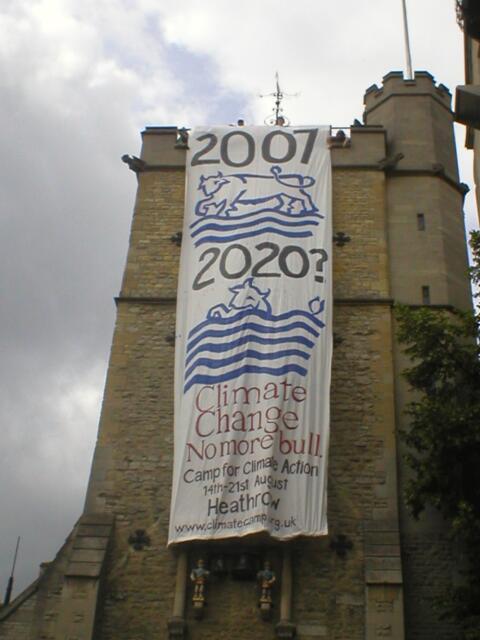 2007
2020?
Climate
Change
No more bull.
Camp for Climate Action
14th-21st August
Heathrow
www.climatecamp.org.uk